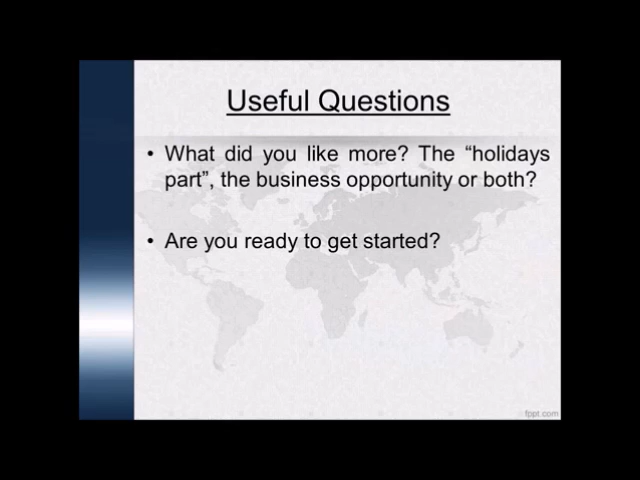 Useful Questions
• What did you like more? The “holidays
part”, the business opportunity or both?
• Are you ready to get started?
fppt.com